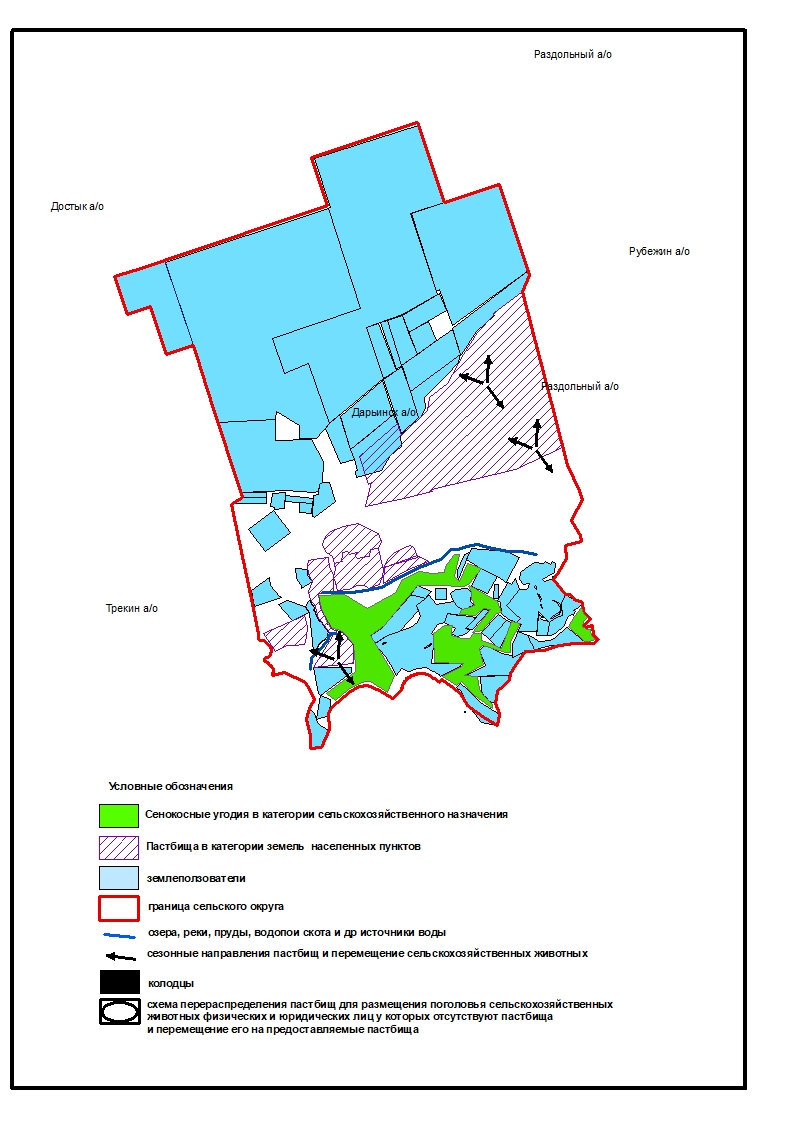 Раздольный а/о
Достык а/о
Рубежин а/о
Раздольный а/о
Дарьинск а/о
Трекин а/о
Условные обозначения
Сенокосные угодия в категории сельскохозяйственного назначения
Пастбища в категории земель населенных пунктов
землеползователи
граница сельского округа
озера, реки, пруды, водопои скота и др источники воды
сезонные направления пастбищ и перемещение сельскохозяйственных животных
колодцы
схема перераспределения пастбищ для размещения поголовья сельскохозяйственных
животных физических и юридических лиц у которых отсутствуют пастбища
и перемещение его на предоставляемые пастбища